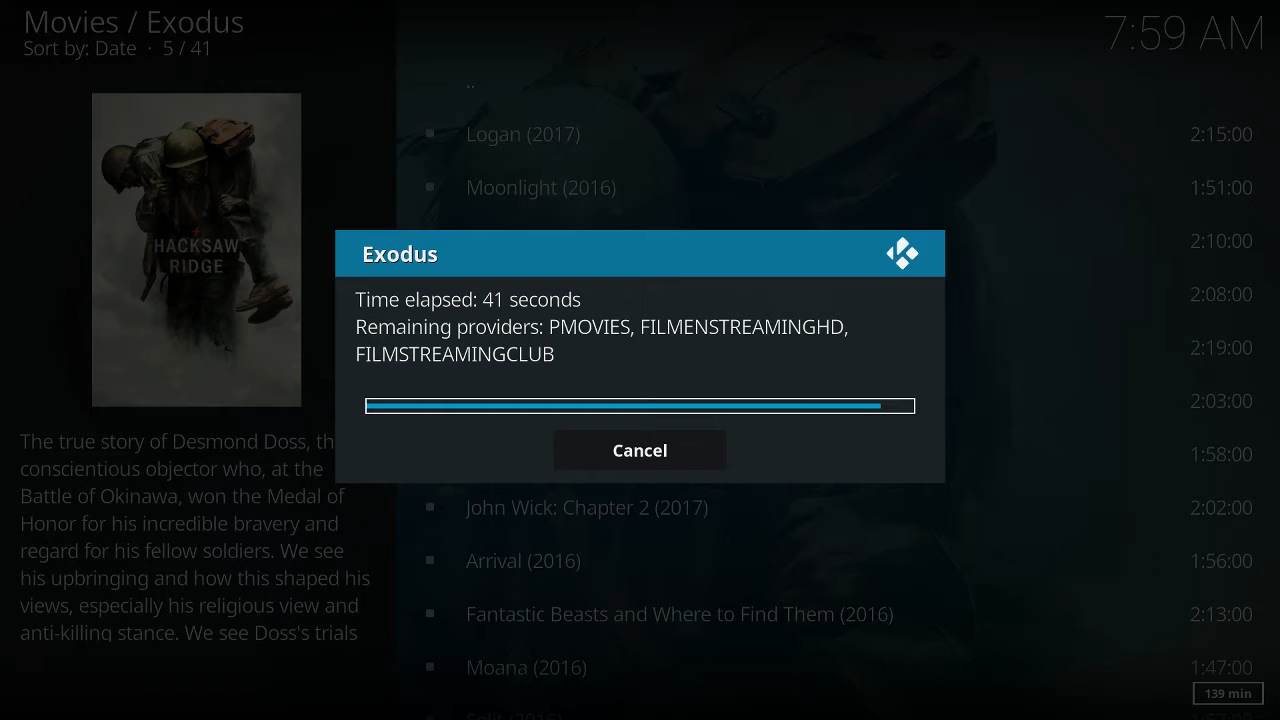 Movies / Exodus
Sort by: Date · 5 / 41
7:59 AM
..
Logan (2017) 2:15:00
Moonlight (2016) 1:51:00
2:10:00
2:08:00
2:19:00
2:03:00
1:58:00
John Wick: Chapter 2 (2017) 2:02:00
Arrival (2016) 1:56:00
Fantastic Beasts and Where to Find Them (2016) 2:13:00
Moana (2016) 1:47:00
Split (2016) 1:57:00
139 min
HACKSAW
RIDGE
The true story of Desmond Doss, th
conscientious objector who, at the
Battle of Okinawa, won the Medal of
Honor for his incredible bravery and
regard for his fellow soldiers. We see
his upbringing and how this shaped his
views, especially his religious view and
anti-killing stance. We see Doss's trials
Exodus
Time elapsed: 41 seconds
Remaining providers: PMOVIES, FILMENSTREAMINGHD,
FILMSTREAMINGCLUB
Cancel